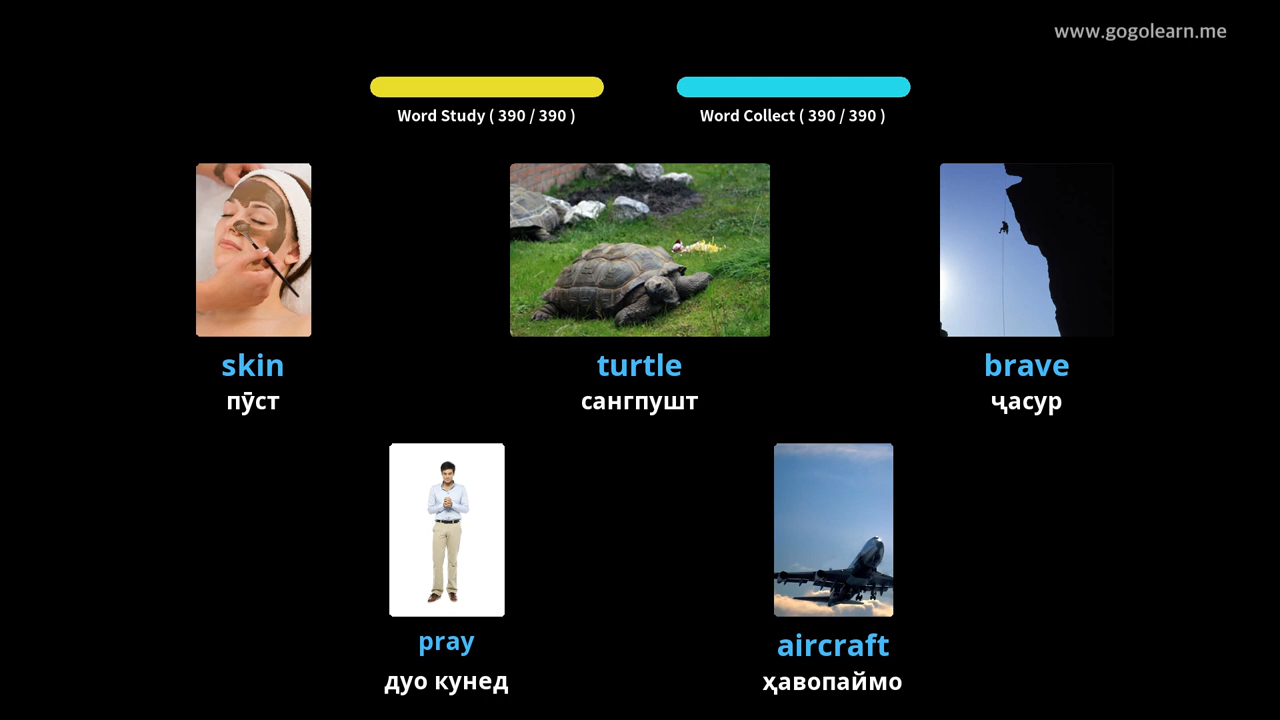 www.gogolearn.me
Word Study ( 390 / 390 )
Word Collect ( 390 / 390 )
skin
пӯст
turtle
сангпушт
brave
ҷасур
pray
дуо кунед
aircraft
ҳавопаймо